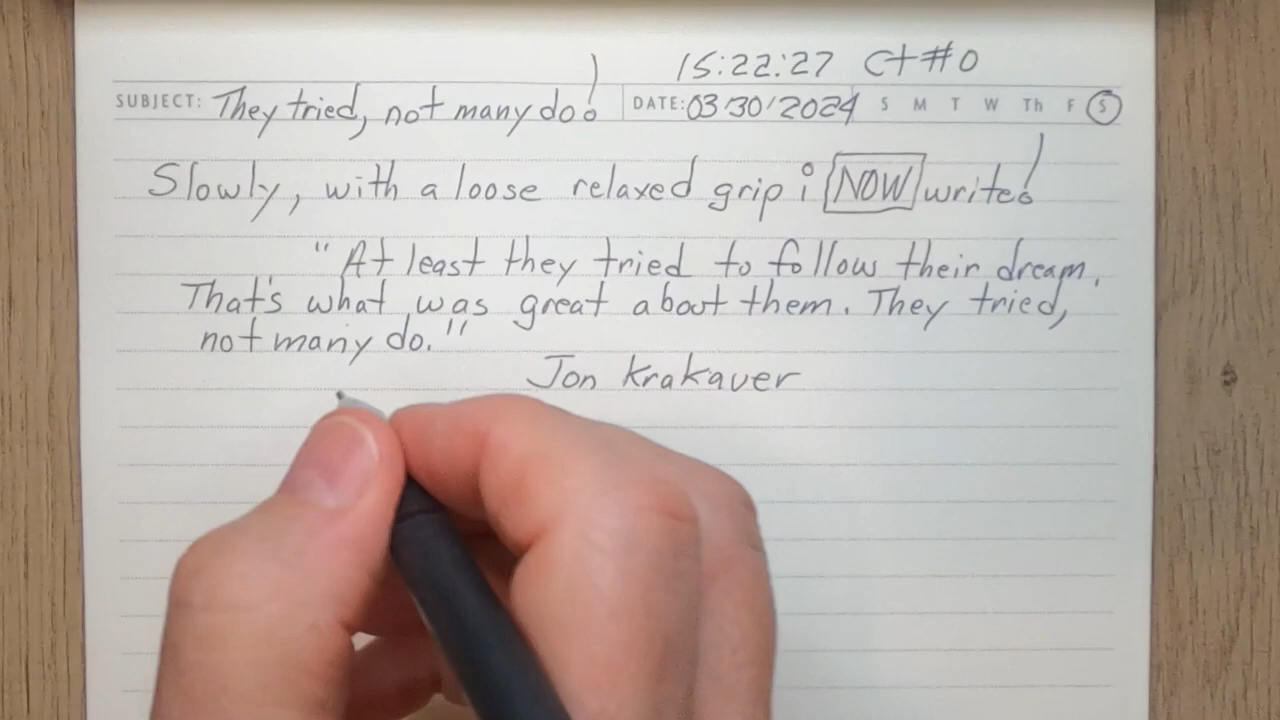 15:22:27 Ct#0
SUBJECT: They tried, not many do! DATE: 03/30/2024 S M T W Th F S
Slowly, with a loose relaxed grip ¡ NOW write!
"At least they tried to follow their dream.
That's what was great about them. They tried,
not many do."
Jon Krakauer